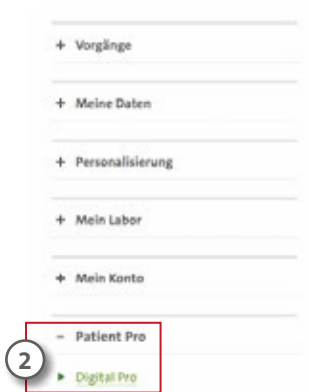 + Vorgänge
+ Meine Daten
+ Personalisierung
+ Mein Labor
+ Mein Konto
– Patient Pro
2
▸ Digital Pro